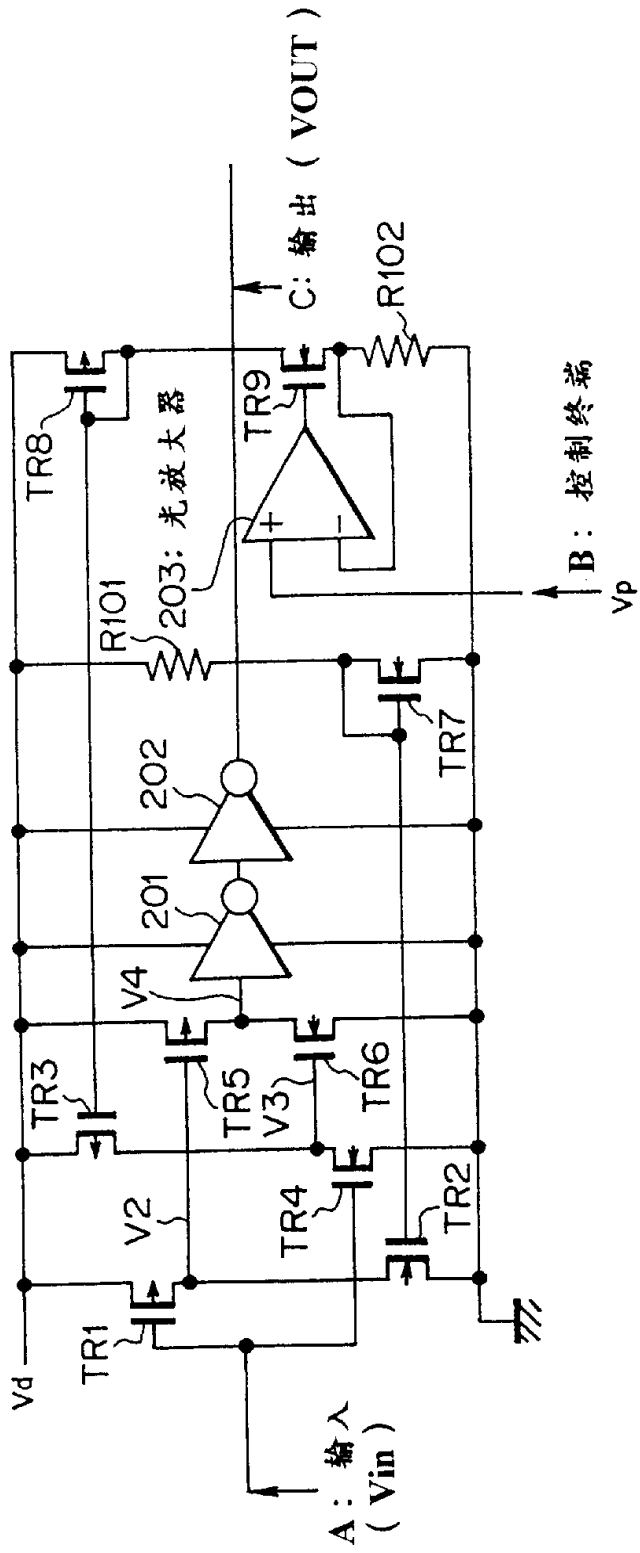 Vd
TR1
V2
TR3
TR5
V4
201
202
R101
203: 光放大器
TR8
C: 输出 ( VOUT )
TR9
R102
V3
TR4
TR6
TR2
TR7
A: 输入
( Vin )
B: 控制终端
Vp